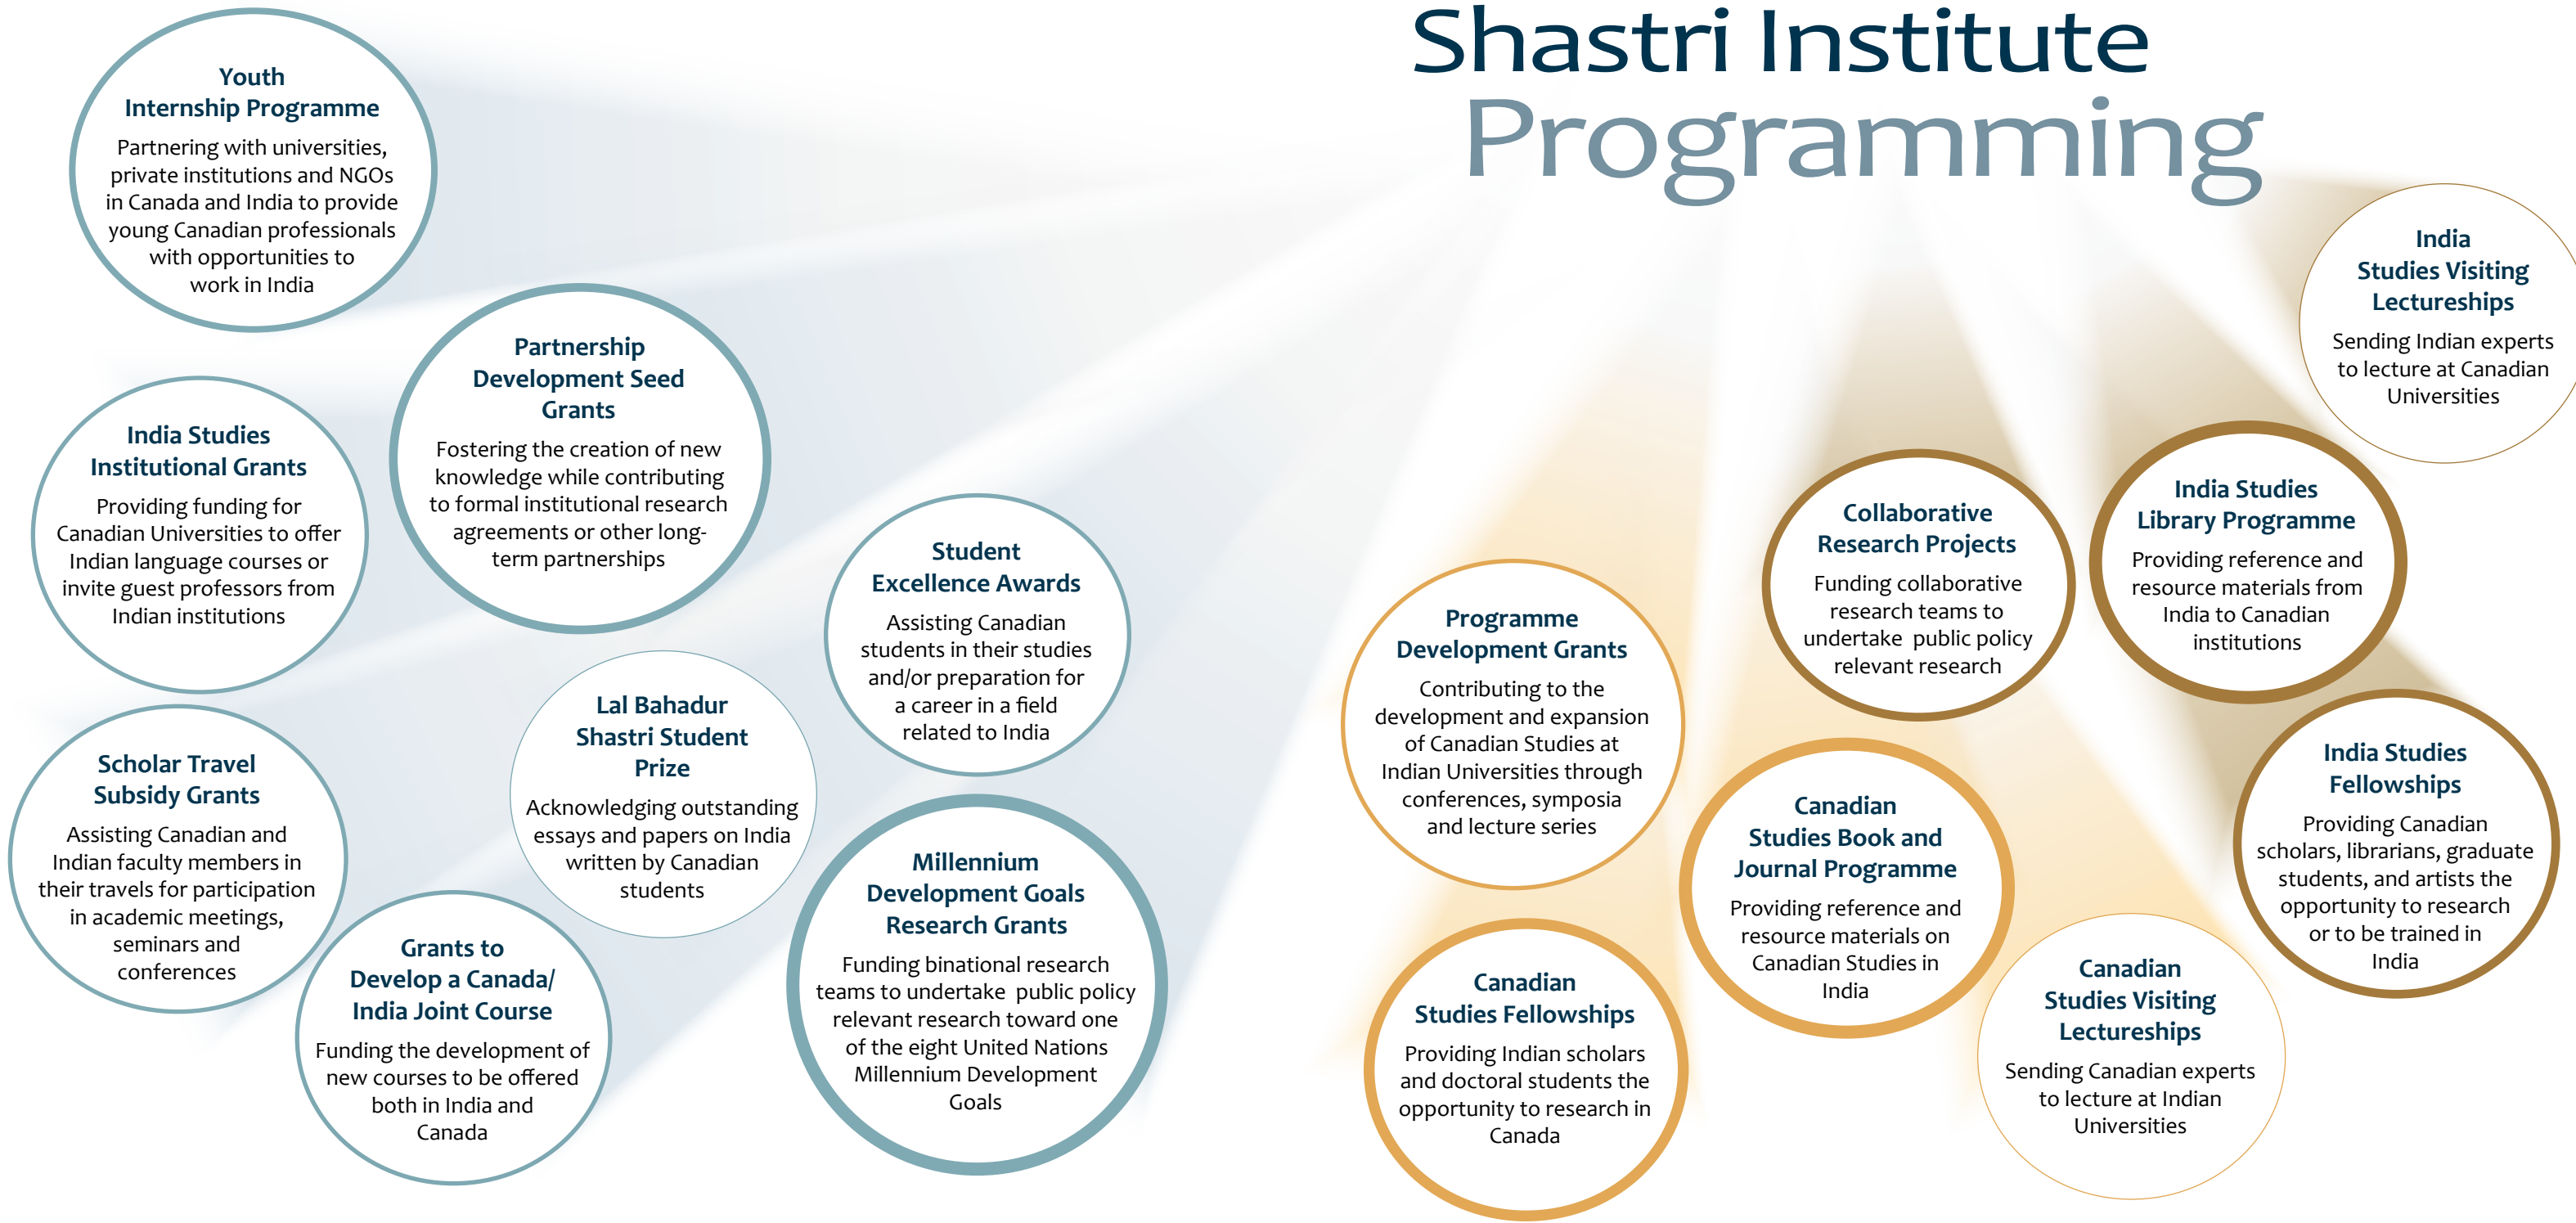 Shastri Institute
Programming
Youth
Internship Programme
Partnering with universities,
private institutions and NGOs
in Canada and India to provide
young Canadian professionals
with opportunities to
work in India
Partnership
Development Seed
Grants
Fostering the creation of new
knowledge while contributing
to formal institutional research
agreements or other long-
term partnerships
India Studies
Institutional Grants
Providing funding for
Canadian Universities to offer
Indian language courses or
invite guest professors from
Indian institutions
Student
Excellence Awards
Assisting Canadian
students in their studies
and/or preparation for
a career in a field
related to India
Lal Bahadur
Shastri Student
Prize
Acknowledging outstanding
essays and papers on India
written by Canadian
students
Scholar Travel
Subsidy Grants
Assisting Canadian and
Indian faculty members in
their travels for participation
in academic meetings,
seminars and
conferences
Grants to
Develop a Canada/
India Joint Course
Funding the development of
new courses to be offered
both in India and
Canada
Millennium
Development Goals
Research Grants
Funding binational research
teams to undertake public policy
relevant research toward one
of the eight United Nations
Millennium Development
Goals
India
Studies Visiting
Lectureships
Sending Indian experts
to lecture at Canadian
Universities
Collaborative
Research Projects
Funding collaborative
research teams to
undertake public policy
relevant research
India Studies
Library Programme
Providing reference and
resource materials from
India to Canadian
institutions
Programme
Development Grants
Contributing to the
development and expansion
of Canadian Studies at
Indian Universities through
conferences, symposia
and lecture series
Canadian
Studies Book and
Journal Programme
Providing reference and
resource materials on
Canadian Studies in
India
India Studies
Fellowships
Providing Canadian
scholars, librarians, graduate
students, and artists the
opportunity to research
or to be trained in
India
Canadian
Studies Fellowships
Providing Indian scholars
and doctoral students the
opportunity to research in
Canada
Canadian
Studies Visiting
Lectureships
Sending Canadian experts
to lecture at Indian
Universities